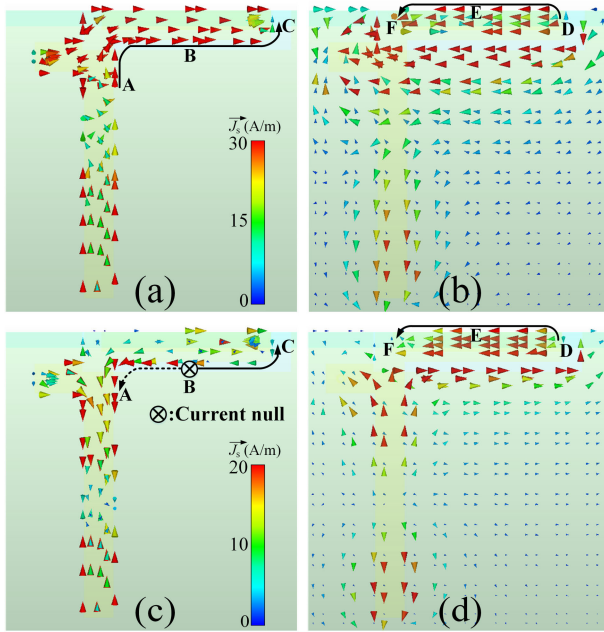 C
B
A
J_s (A/m)
30
15
0
(a)
E
F
D
(b)
C
A
B
⊗:Current null
J_s (A/m)
20
10
0
(c)
E
F
D
(d)